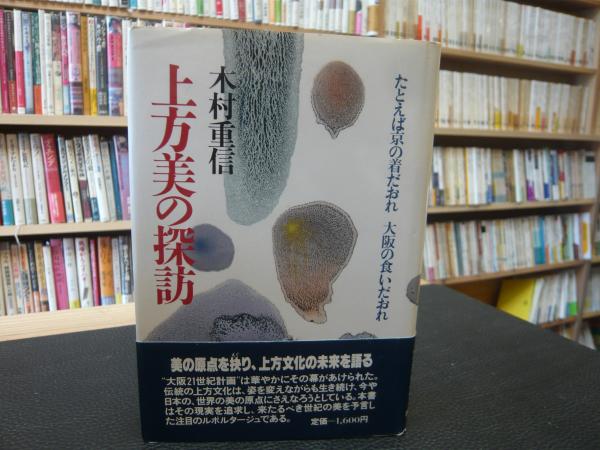 上方美の探訪
木村重信
たとえば京の着だおれ 大阪の食いだおれ
美の原点を抉り、上方文化の未来を語る
“大阪21世紀計画”は華やかにその幕があけられた。
伝統の上方文化は、姿を変えながらも生き続け、今や
日本の、世界の美の原点にさえなろうとしている。本書
はその現実を追求し、来たるべき世紀の美を予言し
た注目のルポルタージュである。 定価—1,600円